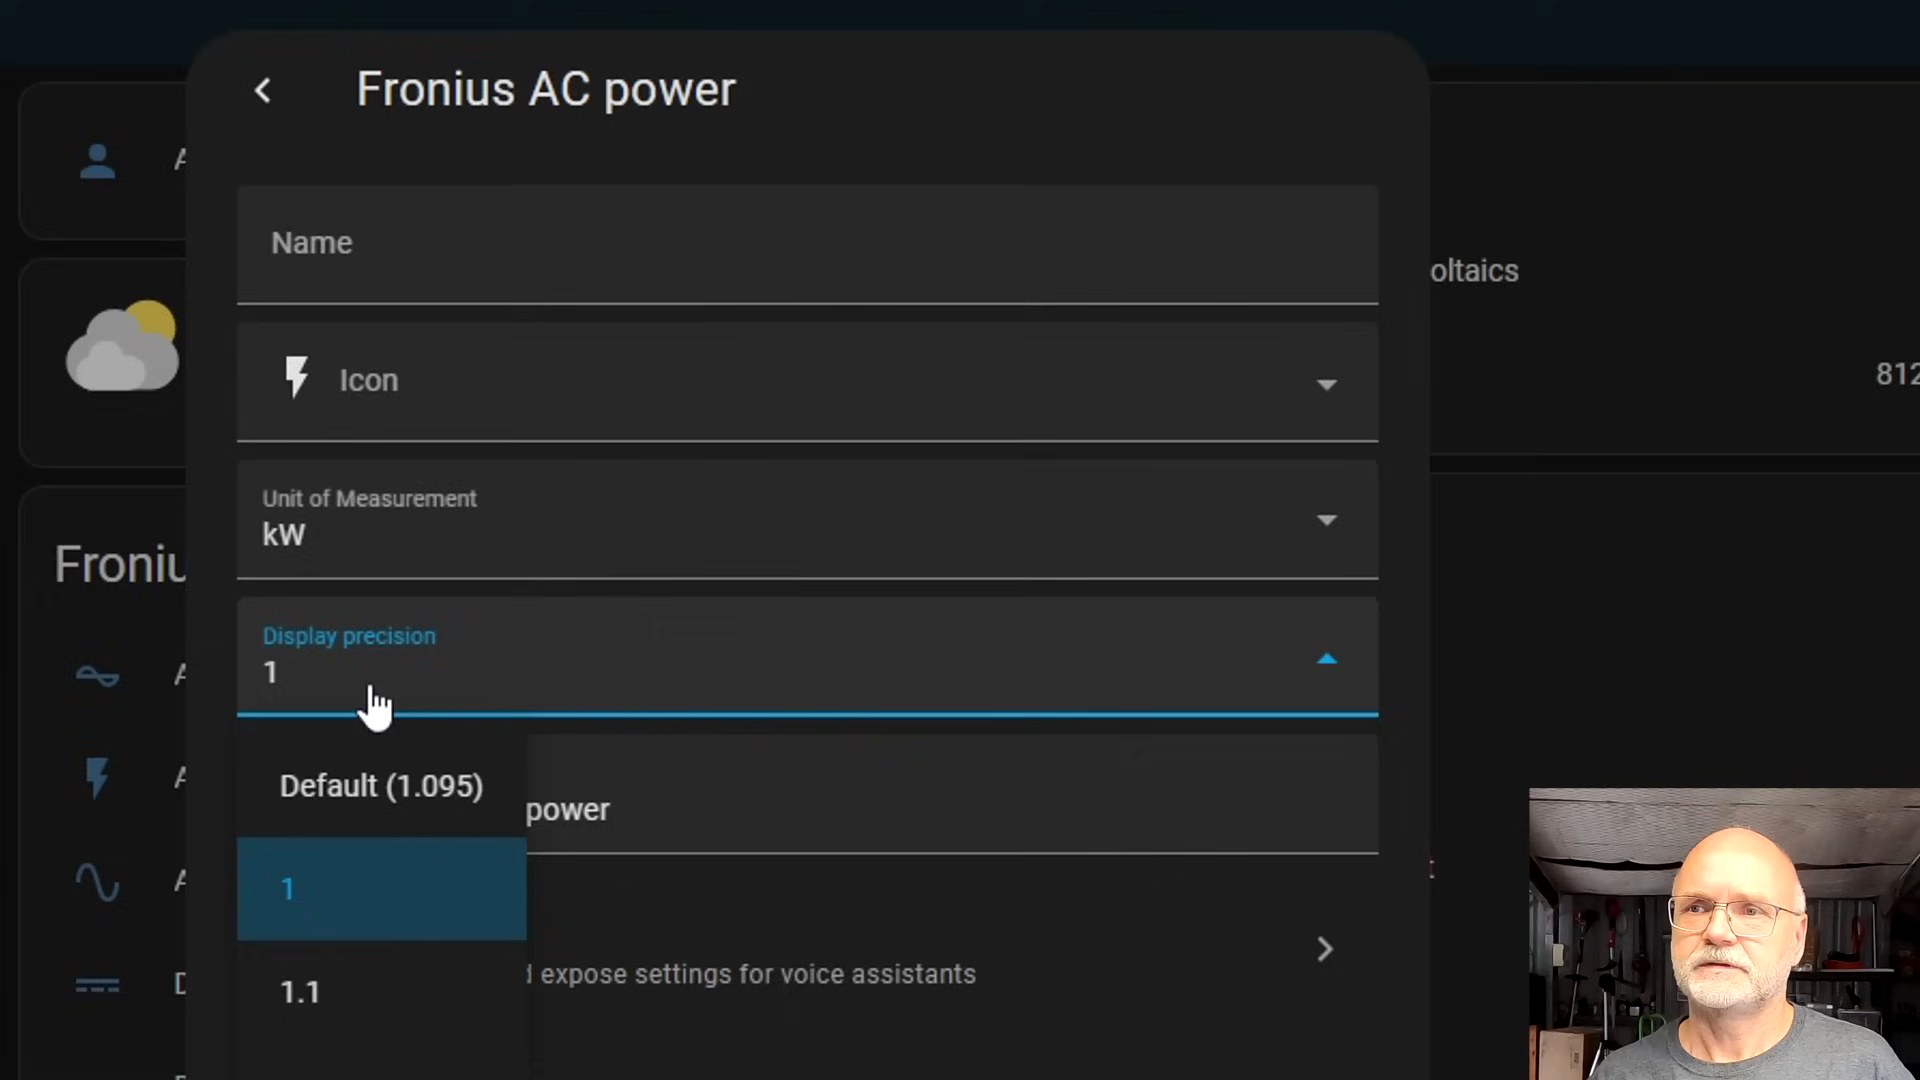 Fronius AC power
A
Name
oltaics
Icon
812
Unit of Measurement
kW
Froniu
Display precision
1
A
Default (1.095)
A
power
1
A
1.1
d expose settings for voice assistants
D